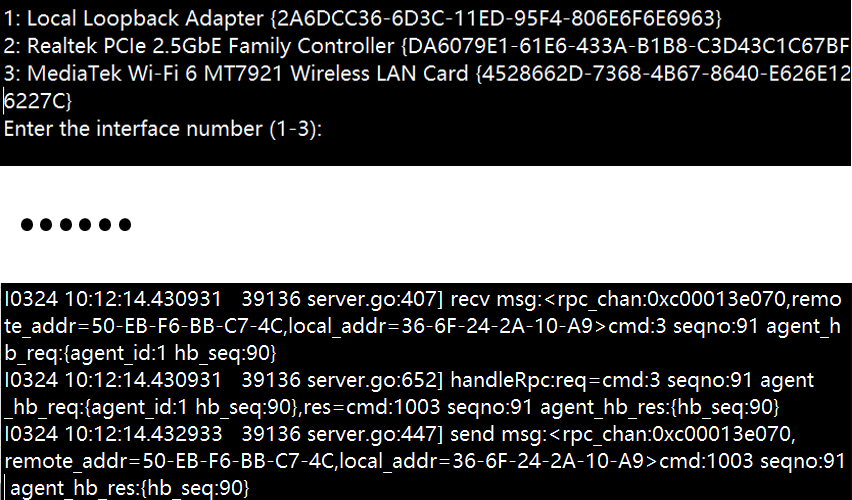 1: Local Loopback Adapter {2A6DCC36-6D3C-11ED-95F4-806E6F6E6963}
2: Realtek PCIe 2.5GbE Family Controller {DA6079E1-61E6-433A-B1B8-C3D43C1C67BF
3: MediaTek Wi-Fi 6 MT7921 Wireless LAN Card {4528662D-7368-4B67-8640-E626E12
6227C}
Enter the interface number (1-3):
••••••
I0324 10:12:14.430931 39136 server.go:407] recv msg:<rpc_chan:0xc00013e070,remo
te_addr=50-EB-F6-BB-C7-4C,local_addr=36-6F-24-2A-10-A9>cmd:3 seqno:91 agent_h
b_req:{agent_id:1 hb_seq:90}
I0324 10:12:14.430931 39136 server.go:652] handleRpc:req=cmd:3 seqno:91 agent
_hb_req:{agent_id:1 hb_seq:90},res=cmd:1003 seqno:91 agent_hb_res:{hb_seq:90}
I0324 10:12:14.432933 39136 server.go:447] send msg:<rpc_chan:0xc00013e070,
remote_addr=50-EB-F6-BB-C7-4C,local_addr=36-6F-24-2A-10-A9>cmd:1003 seqno:91
agent_hb_res:{hb_seq:90}